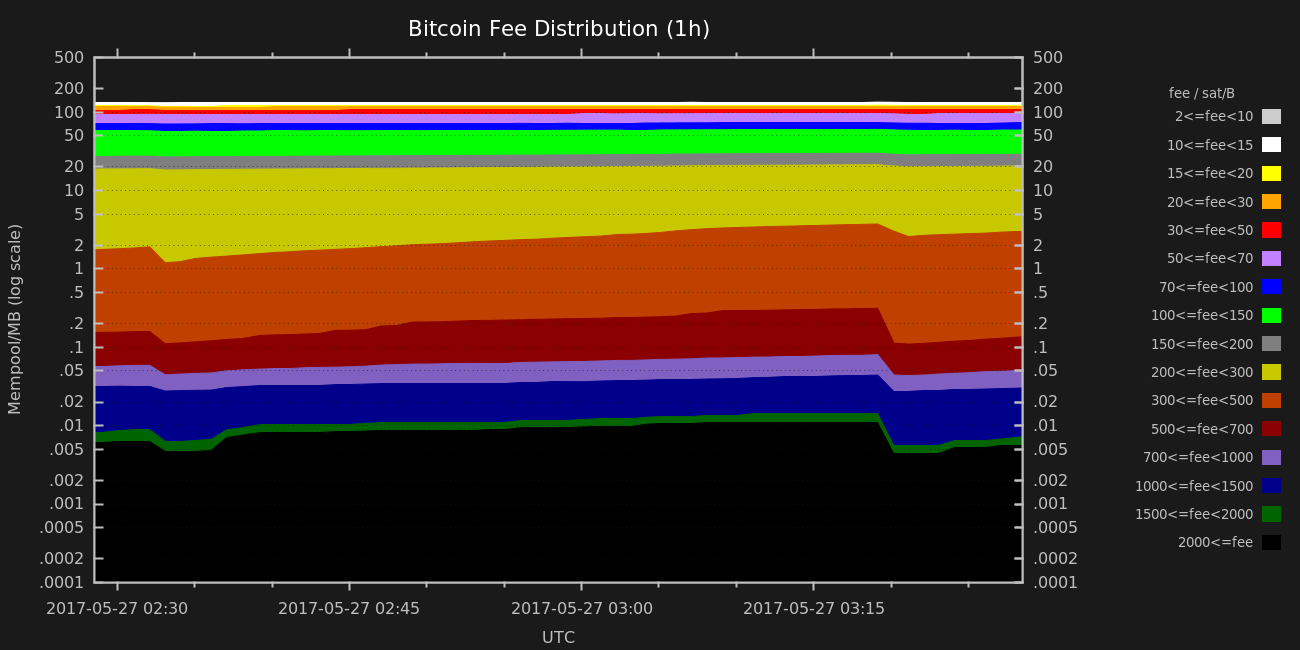 Bitcoin Fee Distribution (1h)
500 500
200 200
100 100
50 50
20 20
10 10
5 5
2 2
1 1
.5 .5
.2 .2
.1 .1
.05 .05
.02 .02
.01 .01
.005 .005
.002 .002
.001 .001
.0005 .0005
.0002 .0002
.0001 .0001
Mempool/MB (log scale)
2017-05-27 02:30 2017-05-27 02:45 2017-05-27 03:00 2017-05-27 03:15
UTC
fee / sat/B
2<=fee<10
10<=fee<15
15<=fee<20
20<=fee<30
30<=fee<50
50<=fee<70
70<=fee<100
100<=fee<150
150<=fee<200
200<=fee<300
300<=fee<500
500<=fee<700
700<=fee<1000
1000<=fee<1500
1500<=fee<2000
2000<=fee